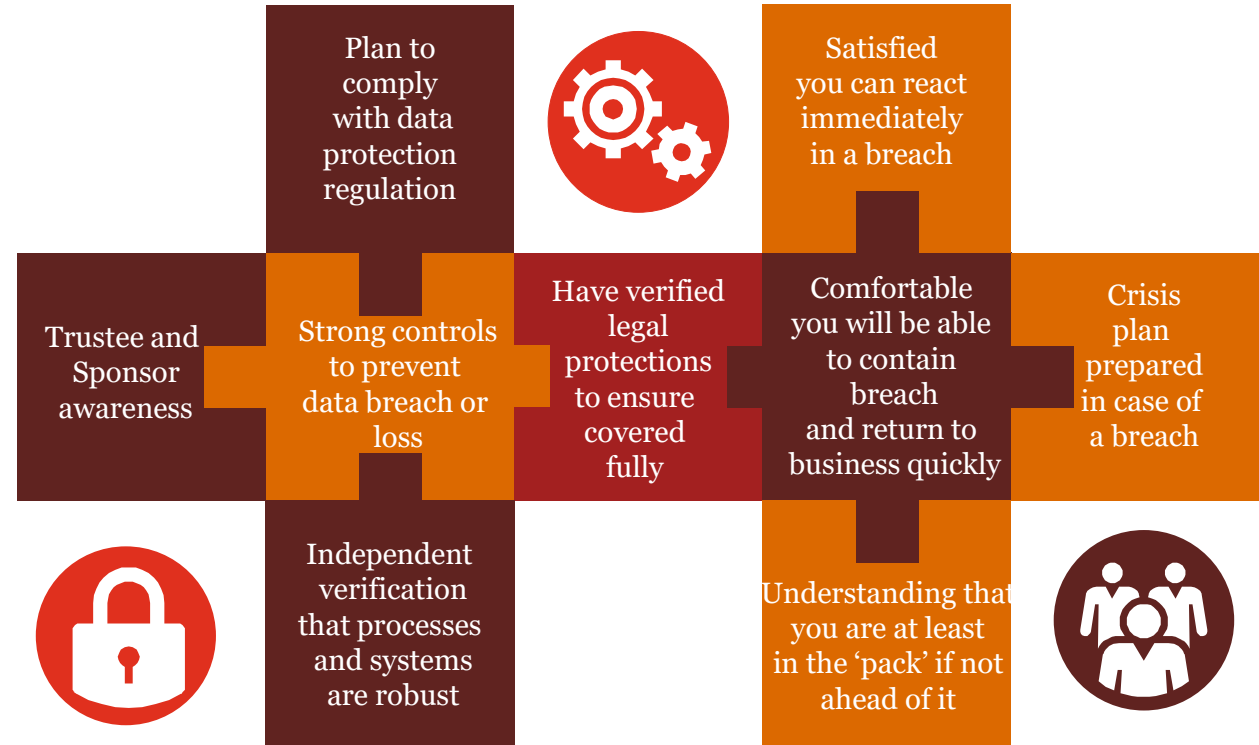 Plan to
comply
with data
protection
regulation
Satisfied
you can react
immediately
in a breach
Trustee and
Sponsor
awareness
Strong controls
to prevent
data breach or
loss
Have verified
legal
protections
to ensure
covered
fully
Comfortable
you will be able
to contain
breach
and return to
business quickly
Crisis
plan
prepared
in case of
a breach
Independent
verification
that processes
and systems
are robust
Understanding that
you are at least
in the ‘pack’ if not
ahead of it